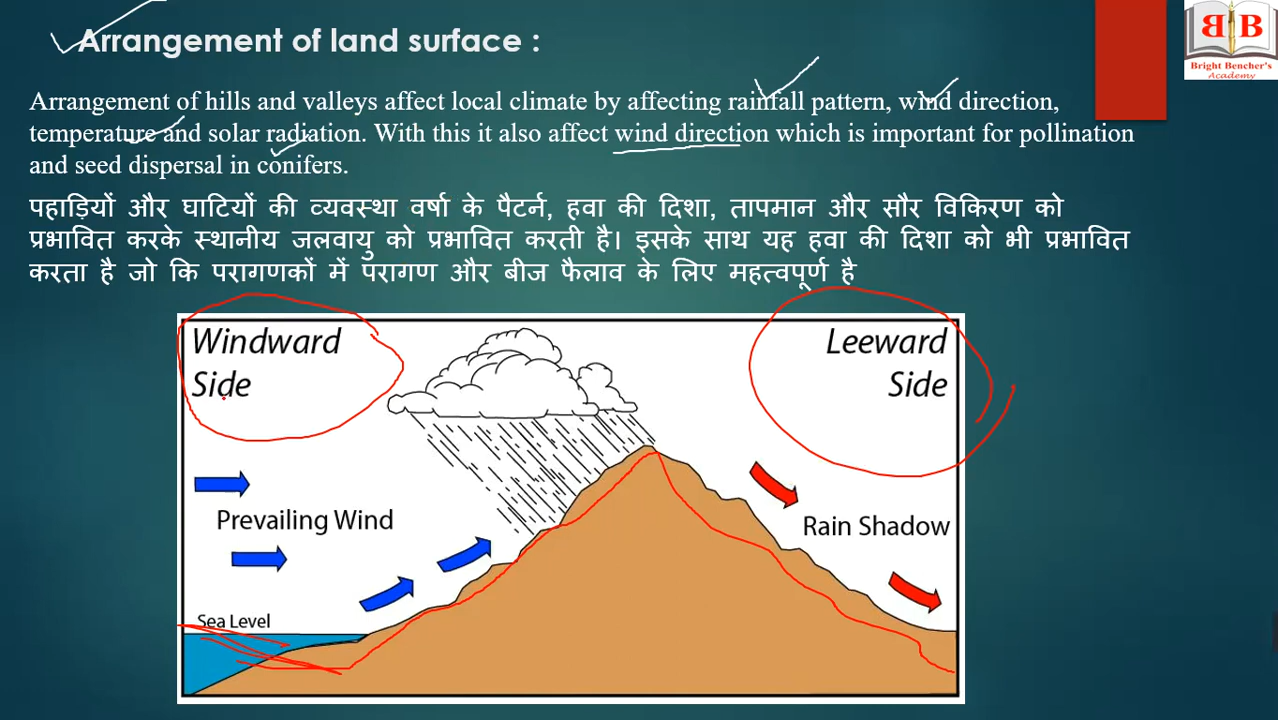 Arrangement of land surface :
BB
Bright Bencher's
Academy
Arrangement of hills and valleys affect local climate by affecting rainfall pattern, wind direction,
temperature and solar radiation. With this it also affect wind direction which is important for pollination
and seed dispersal in conifers.
पहाड़ियों और घाटियों की व्यवस्था वर्षा के पैटर्न, हवा की दिशा, तापमान और सौर विकिरण को
प्रभावित करके स्थानीय जलवायु को प्रभावित करती है। इसके साथ यह हवा की दिशा को भी प्रभावित
करता है जो कि परागणकों में परागण और बीज फैलाव के लिए महत्वपूर्ण है
Windward
Side
Leeward
Side
Prevailing Wind
Rain Shadow
Sea Level